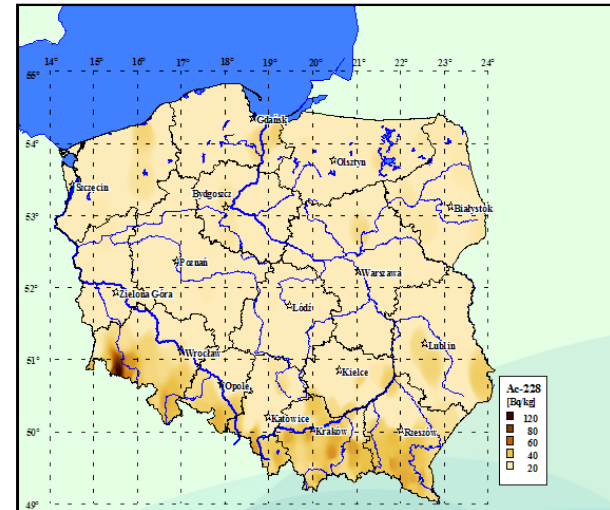 14° 15° 16° 17° 18° 19° 20° 21° 22° 23° 24°
55°
Gdańsk
54°
Olsztyn
Szczecin
Bydgoszcz
Białystok
53°
Poznań
Warszawa
52°
Zielona Góra
Łódź
Lublin
51°
Wrocław
Kielce
Opole
Ac-228
[Bq/kg]
120
80
60
40
20
Katowice
50°
Kraków
Rzeszów
49°